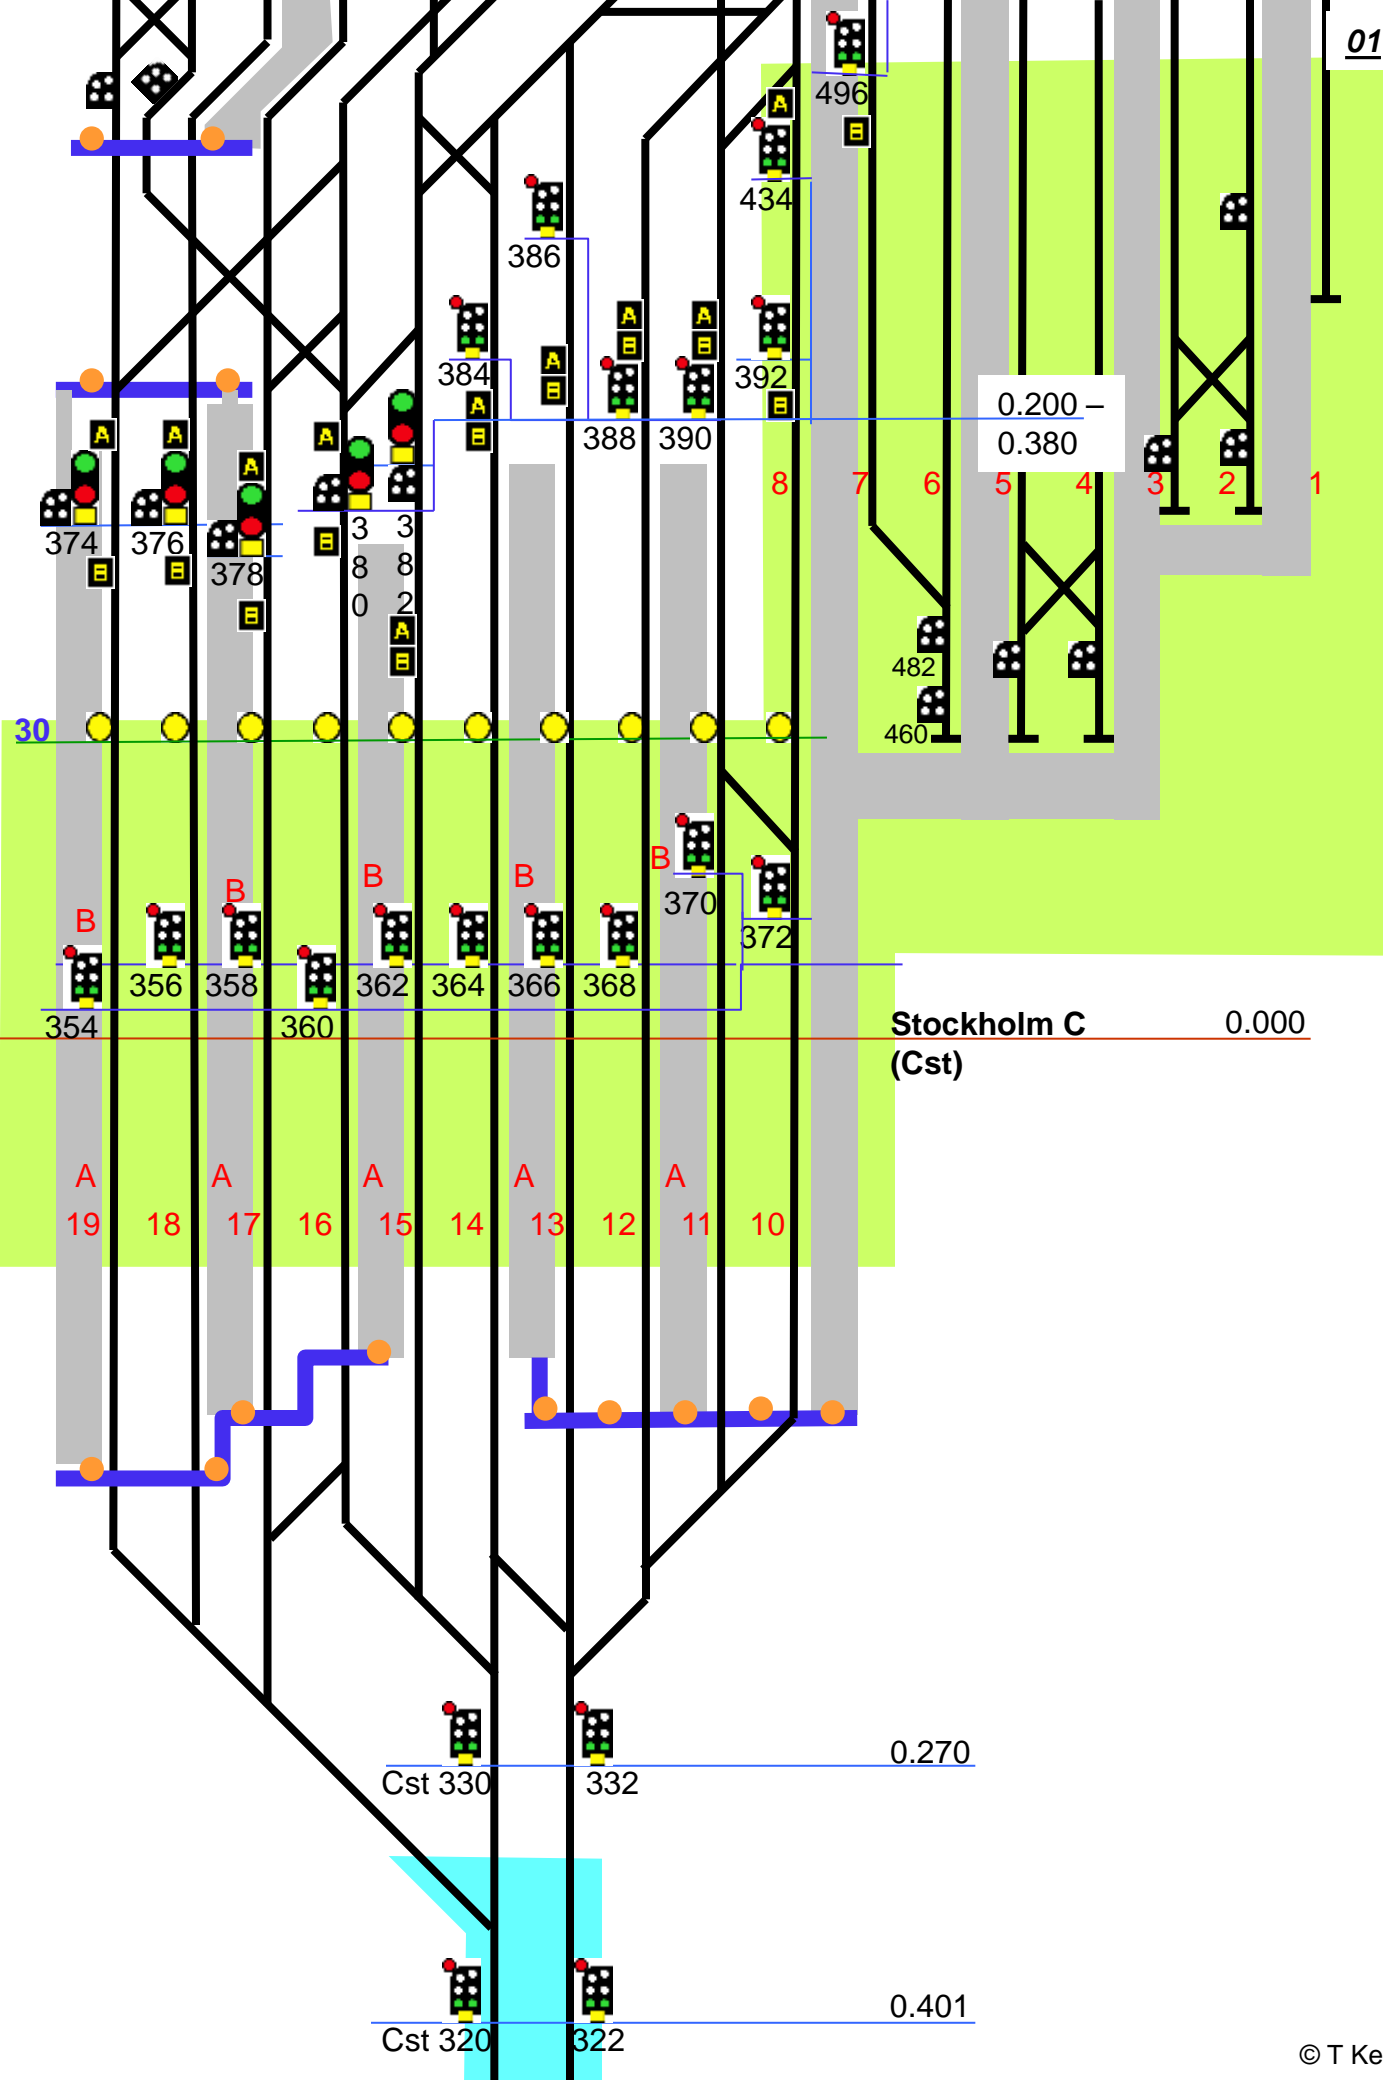 01
496
A
B
434
386
384
A
B
A
B
A
B
388
A
B
390
392
B
0.200 –
0.380
8 7 6 5 4 3 2 1
A
374
B
A
376
B
A
378
B
A
B
3
8
0
3
8
2
A
B
482
460
30
B
B
B
B
B
370
372
354
356
358
360
362
364
366
368
Stockholm C 0.000
(Cst)
A A A A A
19 18 17 16 15 14 13 12 11 10
0.270
Cst 330 332
0.401
Cst 320 322
© T Ke